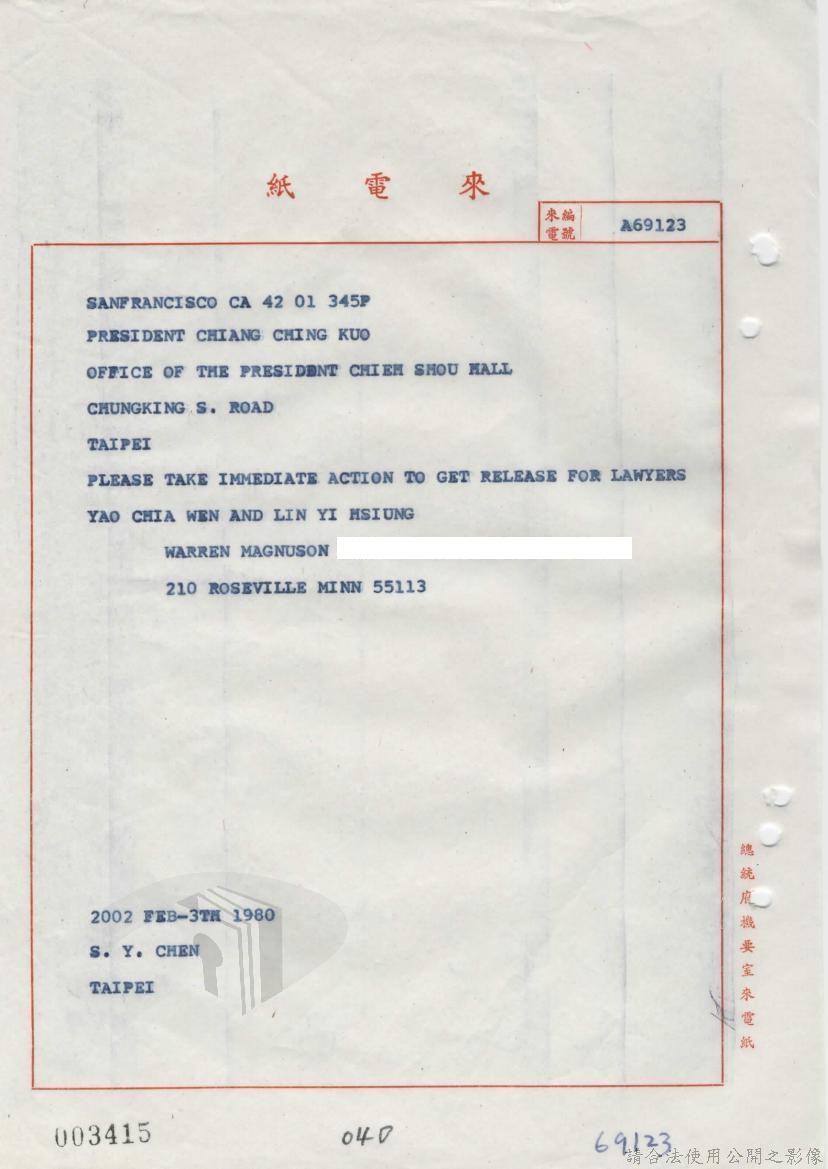 紙電來
來電編號 A69123
SANFRANCISCO CA 42 01 345P
PRESIDENT CHIANG CHING KUO
OFFICE OF THE PRESIDBNT CHIEH SHOU HALL
CHUNGKING S. ROAD
TAIPEI
PLEASE TAKE IMMEDIATE ACTION TO GET RELEASE FOR LAWYERS
YAO CHIA WEN AND LIN YI HSIUNG
WARREN MAGNUSON
210 ROSEVILLE MINN 55113
2002 FEB-3TH 1980
S. Y. CHEN
TAIPEI
總統府機要室來電紙
003415
040
69123
請合法使用公開之影像